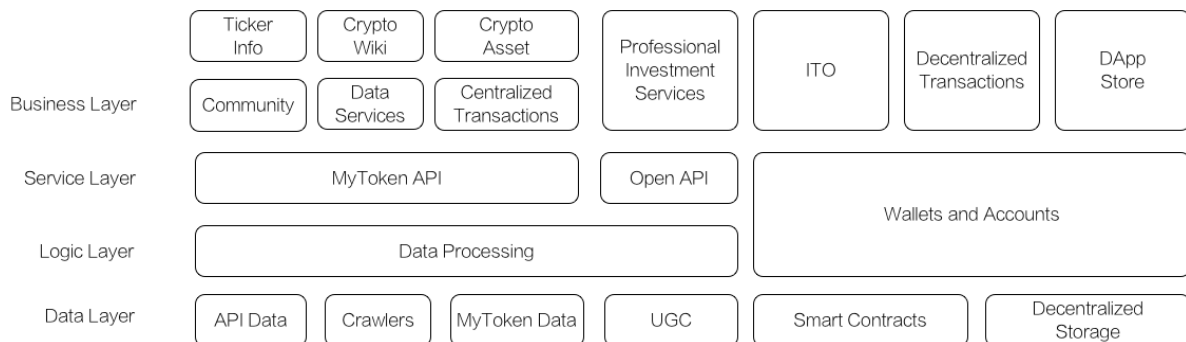 Ticker
Info
Crypto
Wiki
Crypto
Asset
Professional
Investment
Services
ITO
Decentralized
Transactions
DApp
Store
Business Layer
Community
Data
Services
Centralized
Transactions
Service Layer
MyToken API
Open API
Wallets and Accounts
Logic Layer
Data Processing
Data Layer
API Data
Crawlers
MyToken Data
UGC
Smart Contracts
Decentralized
Storage